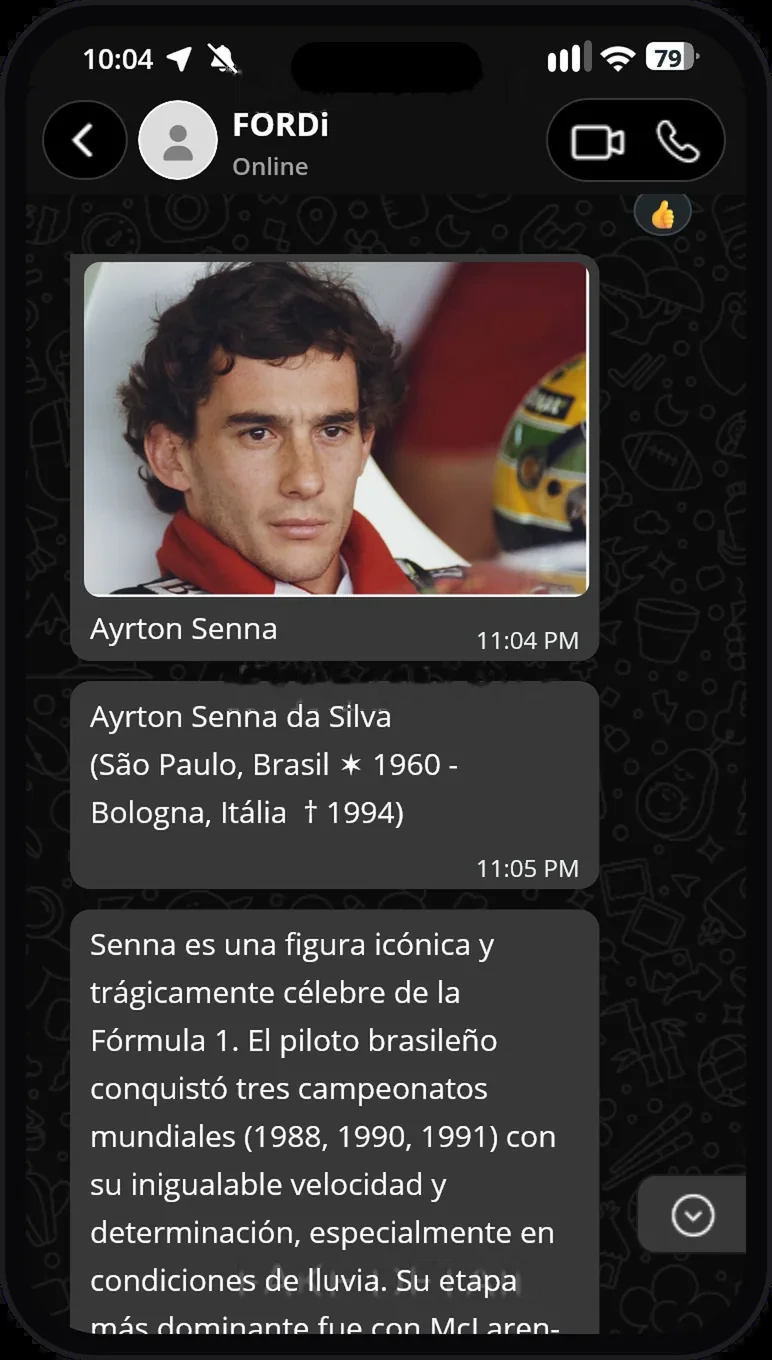 10:04
79
FORDi
Online
Ayrton Senna
11:04 PM
Ayrton Senna da Silva
(São Paulo, Brasil ✶ 1960 -
Bologna, Itália † 1994)
11:05 PM
Senna es una figura icónica y
trágicamente célebre de la
Fórmula 1. El piloto brasileño
conquistó tres campeonatos
mundiales (1988, 1990, 1991) con
su inigualable velocidad y
determinación, especialmente en
condiciones de lluvia. Su etapa
más dominante fue con McLaren-